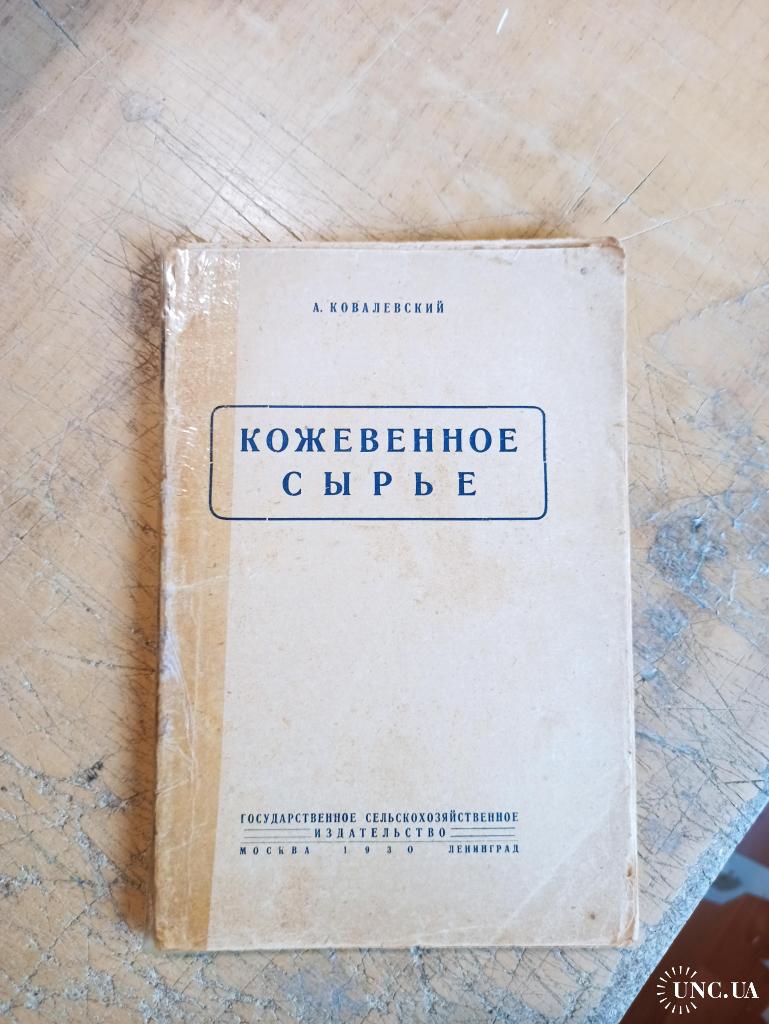 А. КОВАЛЕВСКИЙ
КОЖЕВЕННОЕ
СЫРЬЕ
ГОСУДАРСТВЕННОЕ СЕЛЬСКОХОЗЯЙСТВЕННОЕ
ИЗДАТЕЛЬСТВО
МОСКВА 1930 ЛЕНИНГРАД
UNC.UA